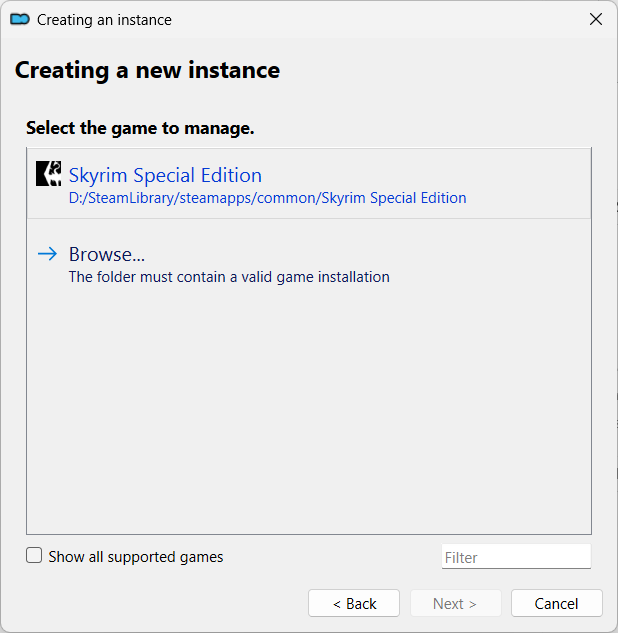 Creating an instance
Creating a new instance
Select the game to manage.
Skyrim Special Edition
D:/SteamLibrary/steamapps/common/Skyrim Special Edition
Browse...
The folder must contain a valid game installation
Show all supported games
Filter
< Back
Next >
Cancel